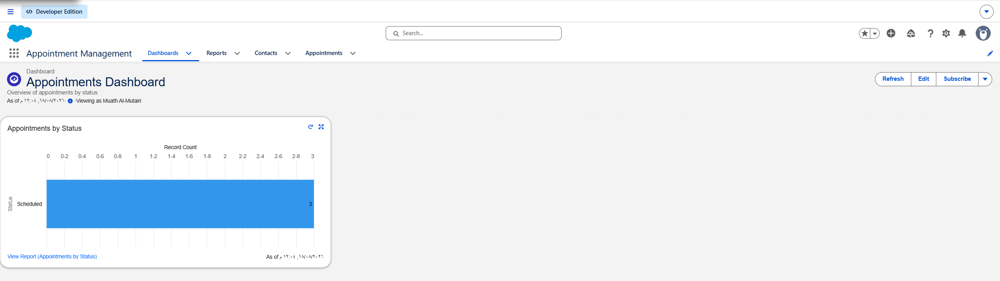 Developer Edition
Search...
Appointment Management
Dashboards
Reports
Contacts
Appointments
Dashboard
Appointments Dashboard
Refresh
Edit
Subscribe
Overview of appointments by status
As of ١٨/٠٨/٢٠٢٦, ١٢:٠٤ م·Viewing as Muath Al-Mutairi
Appointments by Status
Record Count
0 0٫2 0٫4 0٫6 0٫8 1 1٫2 1٫4 1٫6 1٫8 2 2٫2 2٫4 2٫6 2٫8 3
Status
Scheduled
3
View Report (Appointments by Status)
As of ١٨/٠٨/٢٠٢٦, ١٢:٠٤ م